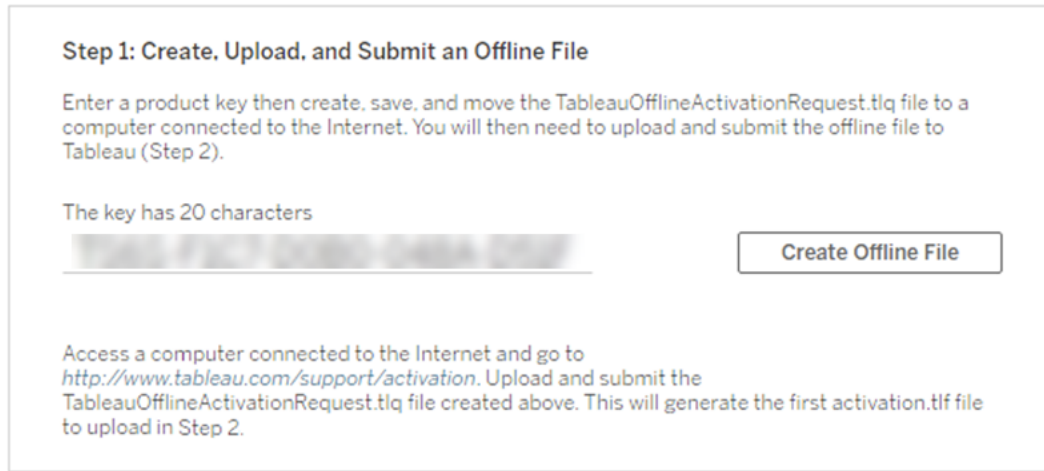 Step 1: Create, Upload, and Submit an Offline File
Enter a product key then create, save, and move the TableauOfflineActivationRequest.tlq file to a
computer connected to the Internet. You will then need to upload and submit the offline file to
Tableau (Step 2).
The key has 20 characters
Create Offline File
Access a computer connected to the Internet and go to
http://www.tableau.com/support/activation. Upload and submit the
TableauOfflineActivationRequest.tlq file created above. This will generate the first activation.tlf file
to upload in Step 2.